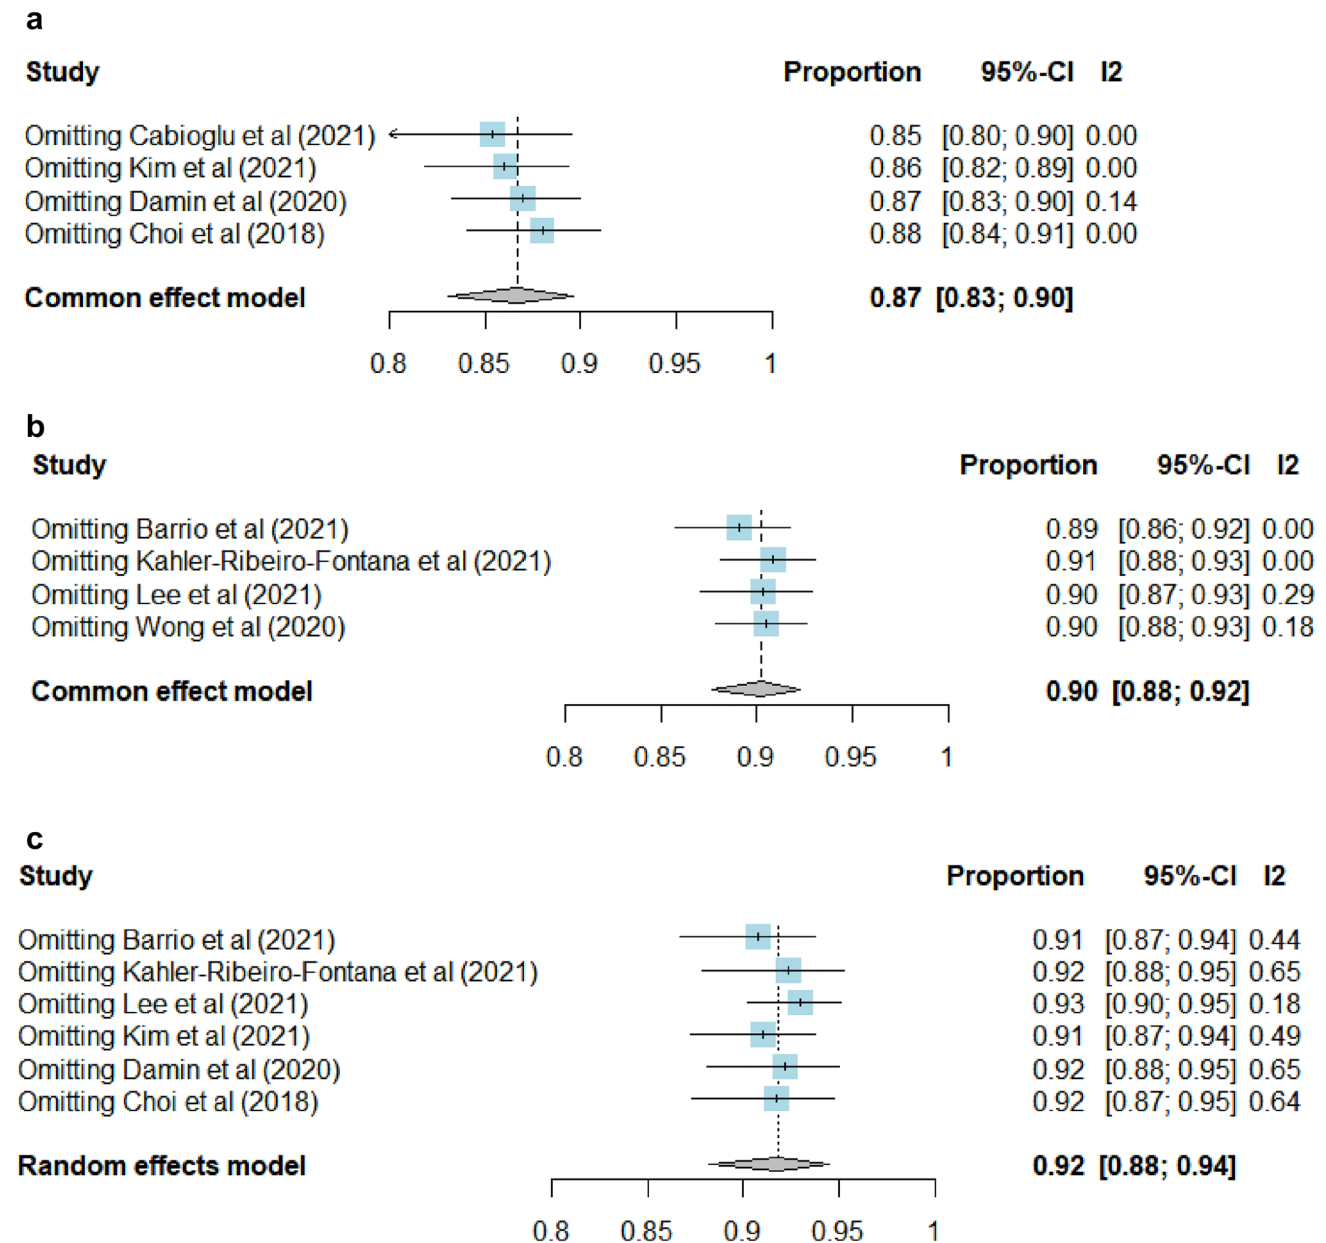 a
Study Proportion 95%-CI I2
Omitting Cabioglu et al (2021) 0.85 [0.80; 0.90] 0.00
Omitting Kim et al (2021) 0.86 [0.82; 0.89] 0.00
Omitting Damin et al (2020) 0.87 [0.83; 0.90] 0.14
Omitting Choi et al (2018) 0.88 [0.84; 0.91] 0.00
Common effect model 0.87 [0.83; 0.90]
0.8 0.85 0.9 0.95 1
b
Study Proportion 95%-CI I2
Omitting Barrio et al (2021) 0.89 [0.86; 0.92] 0.00
Omitting Kahler-Ribeiro-Fontana et al (2021) 0.91 [0.88; 0.93] 0.00
Omitting Lee et al (2021) 0.90 [0.87; 0.93] 0.29
Omitting Wong et al (2020) 0.90 [0.88; 0.93] 0.18
Common effect model 0.90 [0.88; 0.92]
0.8 0.85 0.9 0.95 1
c
Study Proportion 95%-CI I2
Omitting Barrio et al (2021) 0.91 [0.87; 0.94] 0.44
Omitting Kahler-Ribeiro-Fontana et al (2021) 0.92 [0.88; 0.95] 0.65
Omitting Lee et al (2021) 0.93 [0.90; 0.95] 0.18
Omitting Kim et al (2021) 0.91 [0.87; 0.94] 0.49
Omitting Damin et al (2020) 0.92 [0.88; 0.95] 0.65
Omitting Choi et al (2018) 0.92 [0.87; 0.95] 0.64
Random effects model 0.92 [0.88; 0.94]
0.8 0.85 0.9 0.95 1